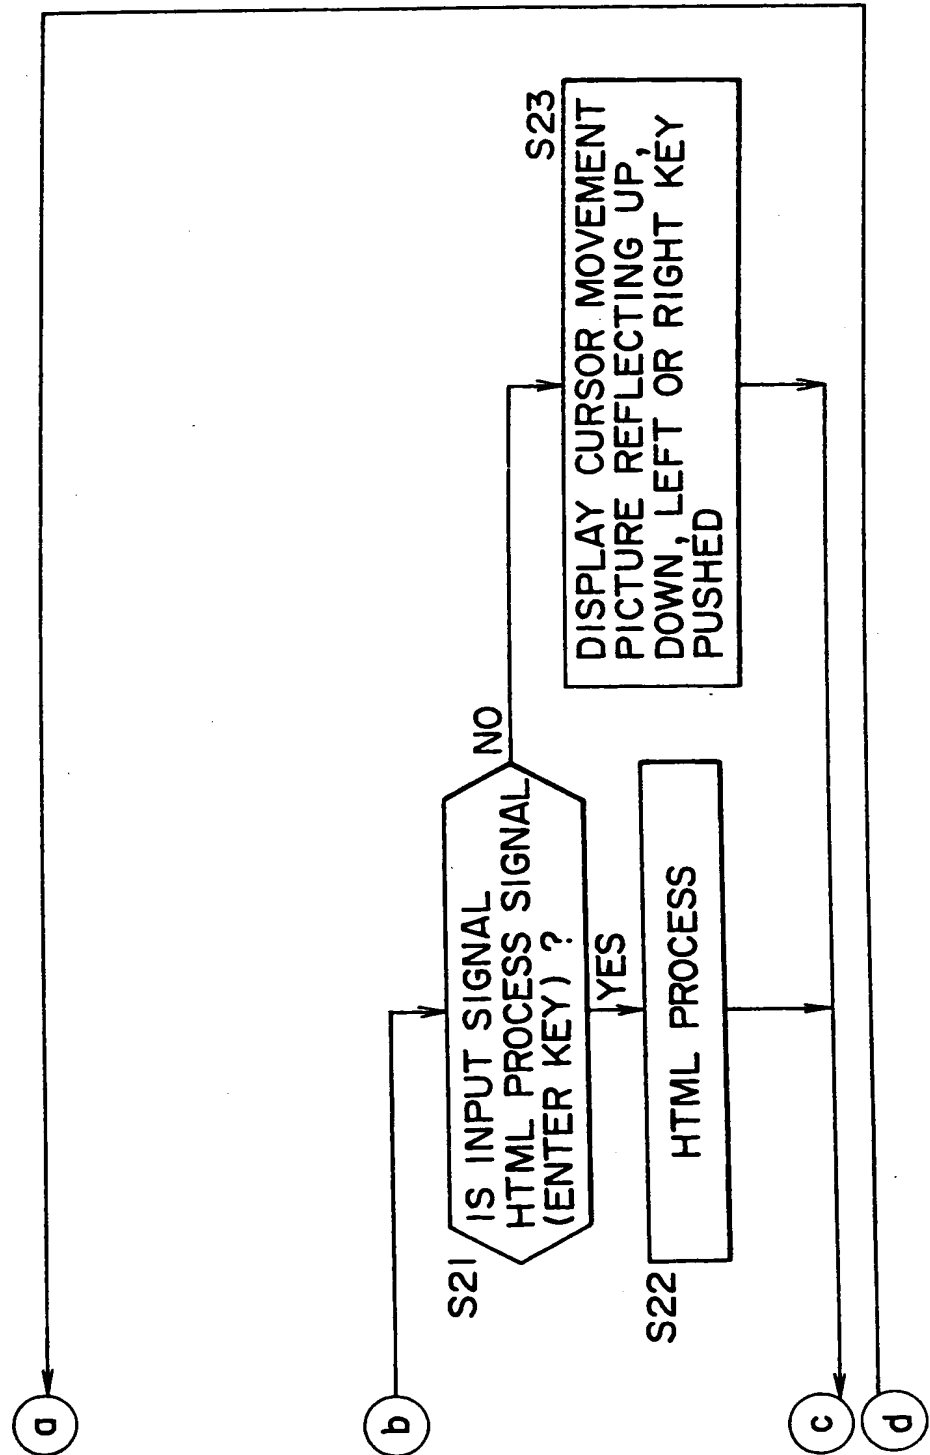 a
b
S21
IS INPUT SIGNAL
HTML PROCESS SIGNAL
(ENTER KEY) ?
NO
YES
S22
HTML PROCESS
S23
DISPLAY CURSOR MOVEMENT
PICTURE REFLECTING UP,
DOWN, LEFT OR RIGHT KEY
PUSHED
c
d